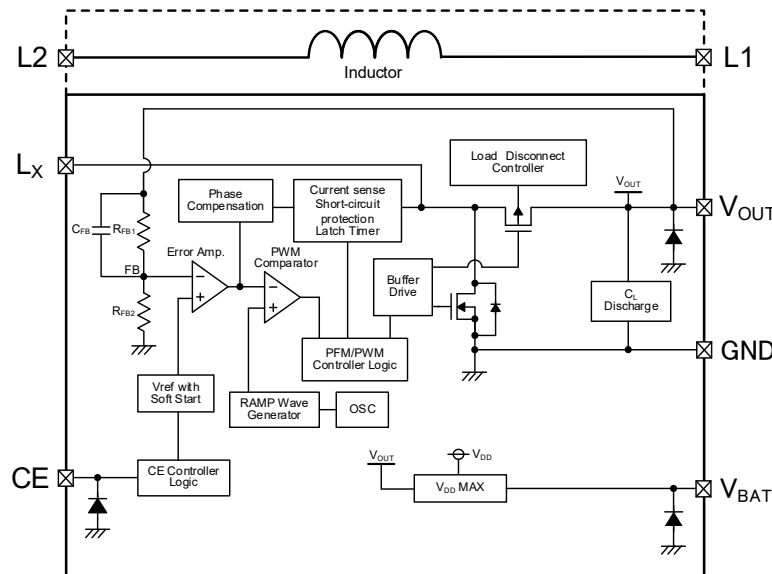 L2
Inductor
L1
LX
Load Disconnect
Controller
VOUT
VOUT
Phase
Compensation
Current sense
Short-circuit
protection
Latch Timer
CFB
RFB1
Error Amp.
PWM
Comparator
FB
Buffer
Drive
CL
Discharge
RFB2
PFM/PWM
Controller Logic
GND
Vref with
Soft Start
RAMP Wave
Generator
OSC
CE
CE Controller
Logic
VOUT
VDD
VDD MAX
VBAT